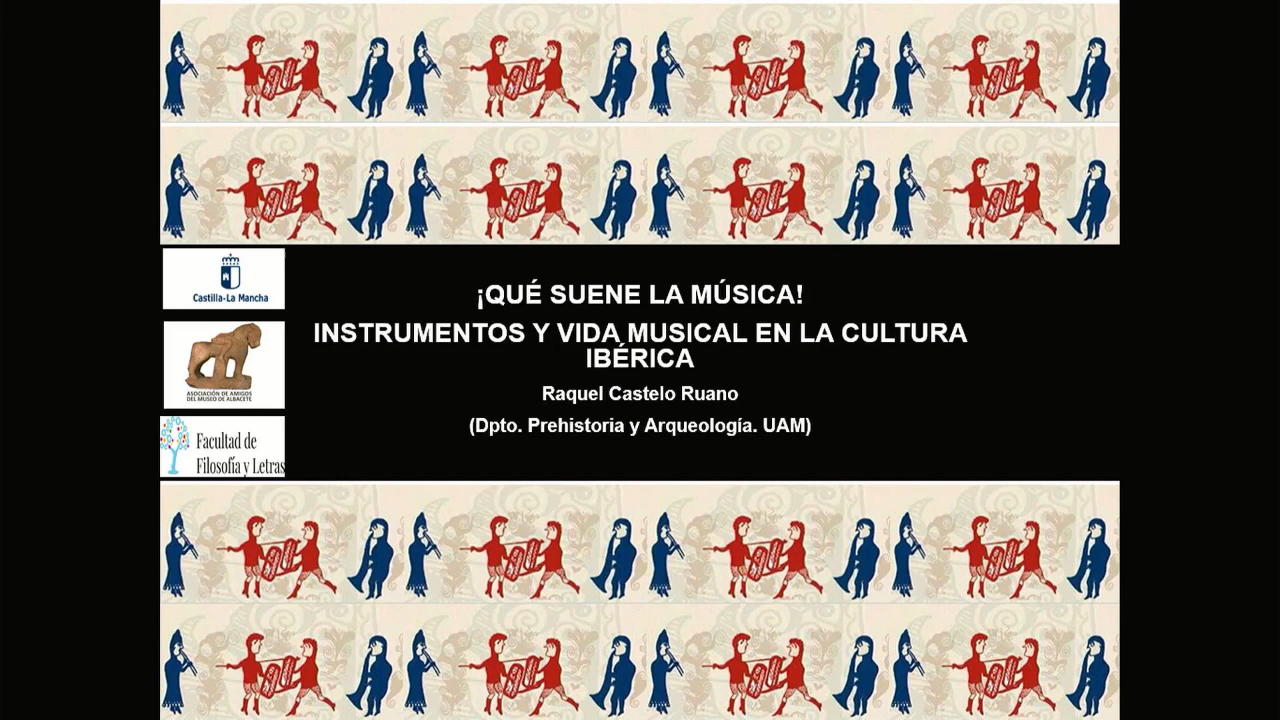 Castilla-La Mancha
ASOCIACIÓN DE AMIGOS
DEL MUSEO DE ALBACETE
Facultad de
Filosofía y Letras
¡QUÉ SUENE LA MÚSICA!
INSTRUMENTOS Y VIDA MUSICAL EN LA CULTURA
IBÉRICA
Raquel Castelo Ruano
(Dpto. Prehistoria y Arqueología. UAM)